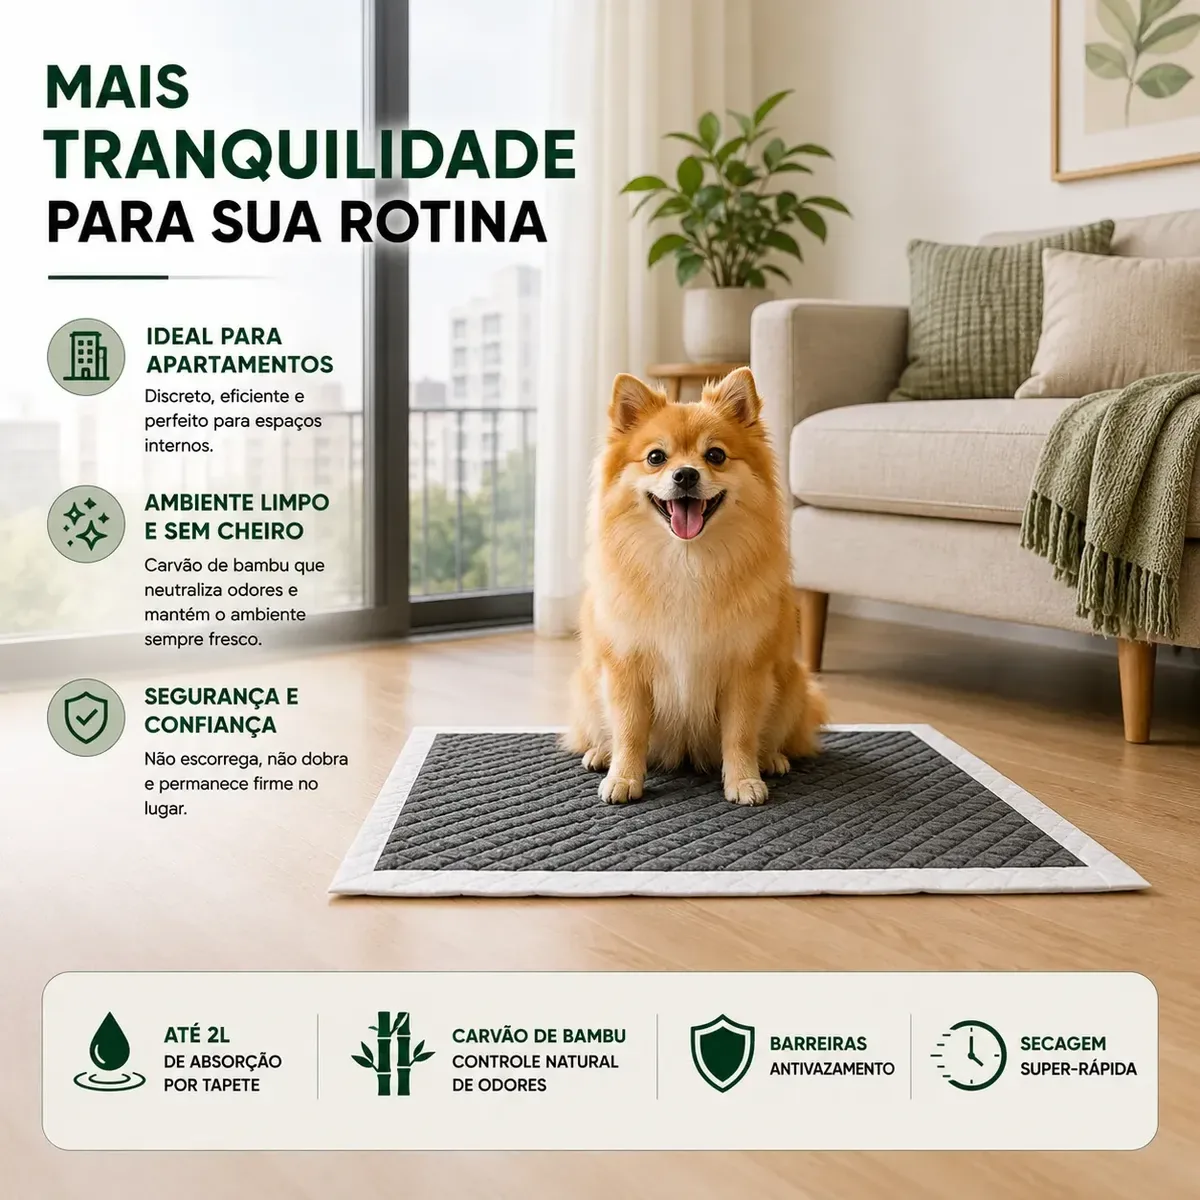 MAIS
TRANQUILIDADE
PARA SUA ROTINA
IDEAL PARA
APARTAMENTOS
Discreto, eficiente e
perfeito para espaços
internos.
AMBIENTE LIMPO
E SEM CHEIRO
Carvão de bambu que
neutraliza odores e
mantém o ambiente
sempre fresco.
SEGURANÇA E
CONFIANÇA
Não escorrega, não dobra
e permanece firme no
lugar.
ATÉ 2L
DE ABSORÇÃO
POR TAPETE
CARVÃO DE BAMBU
CONTROLE NATURAL
DE ODORES
BARREIRAS
ANTIVAZAMENTO
SECAGEM
SUPER-RÁPIDA